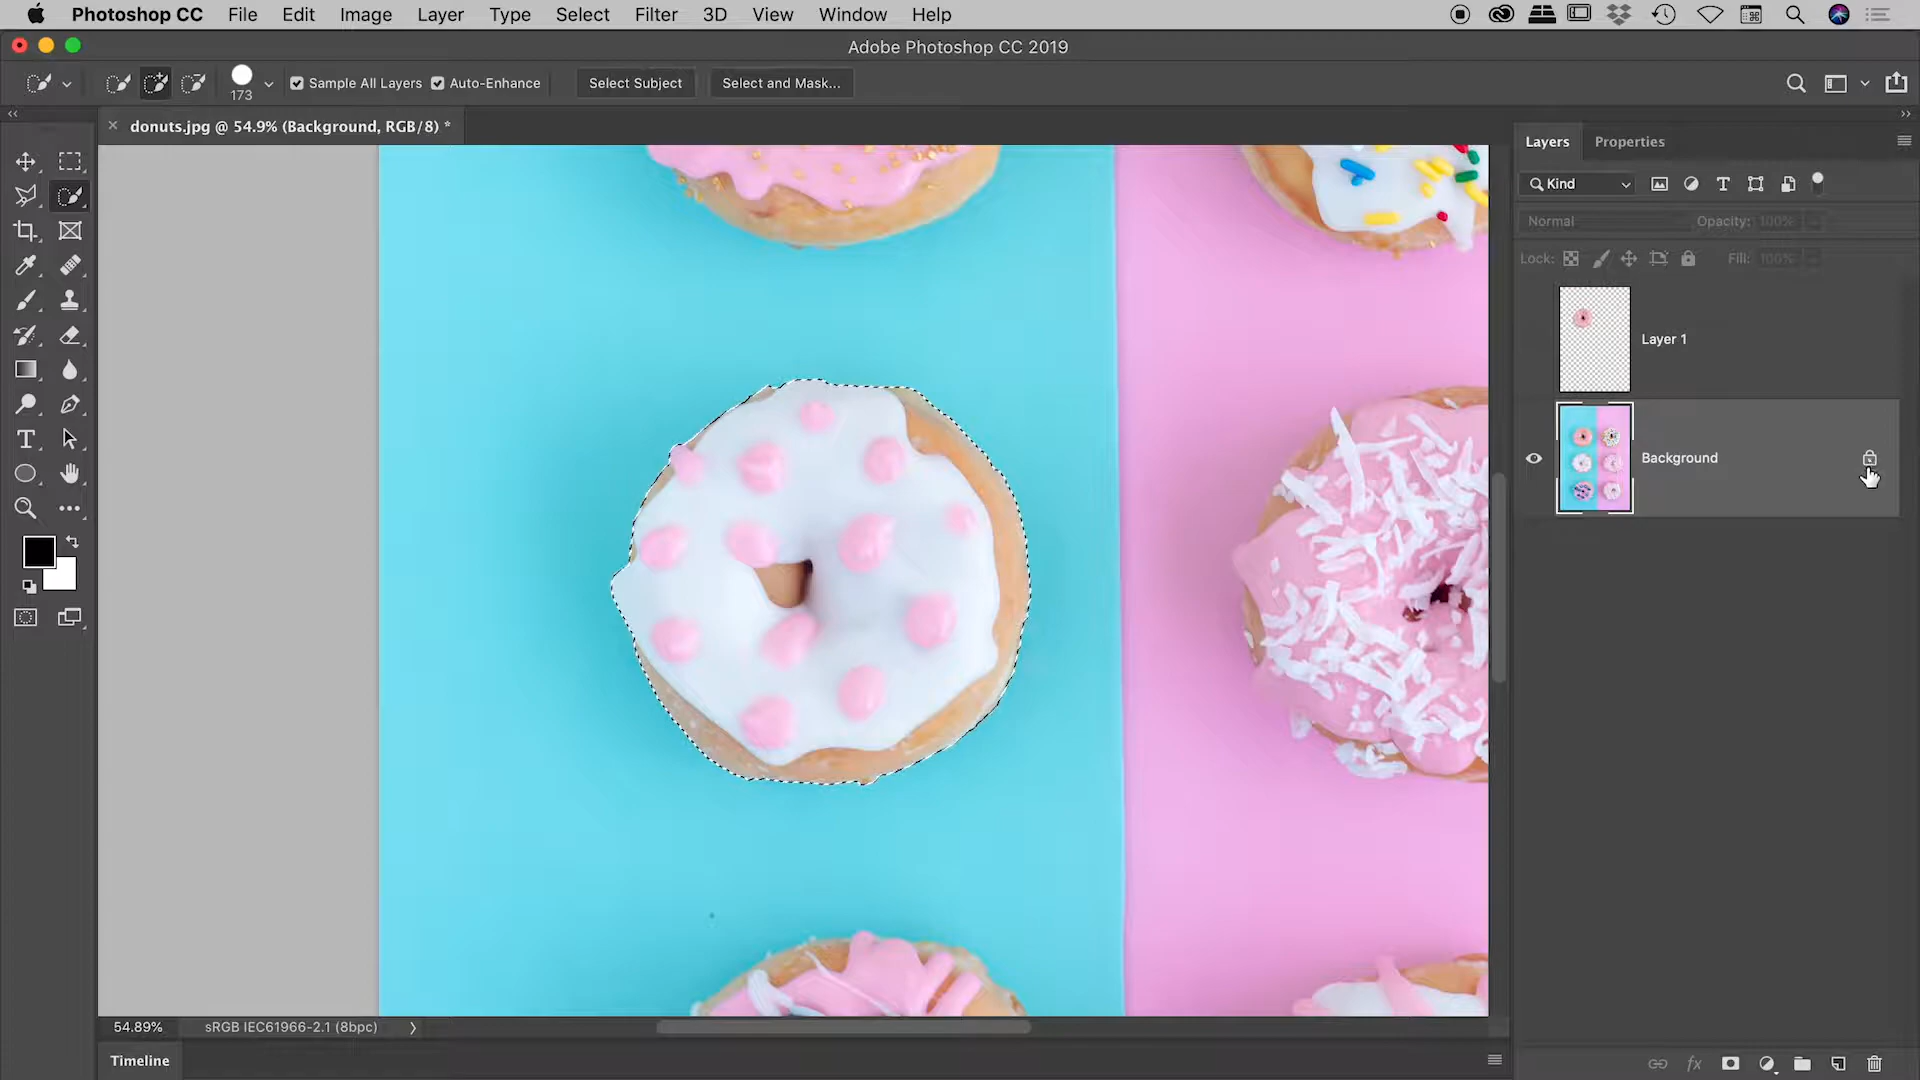 Photoshop CC File Edit Image Layer Type Select Filter 3D View Window Help
Adobe Photoshop CC 2019
173
Sample All Layers
Auto-Enhance
Select Subject
Select and Mask...
donuts.jpg @ 54.9% (Background, RGB/8) *
Layers
Properties
Kind
Normal
Opacity: 100%
Lock:
Fill: 100%
Layer 1
Background
54.89%
sRGB IEC61966-2.1 (8bpc)
Timeline